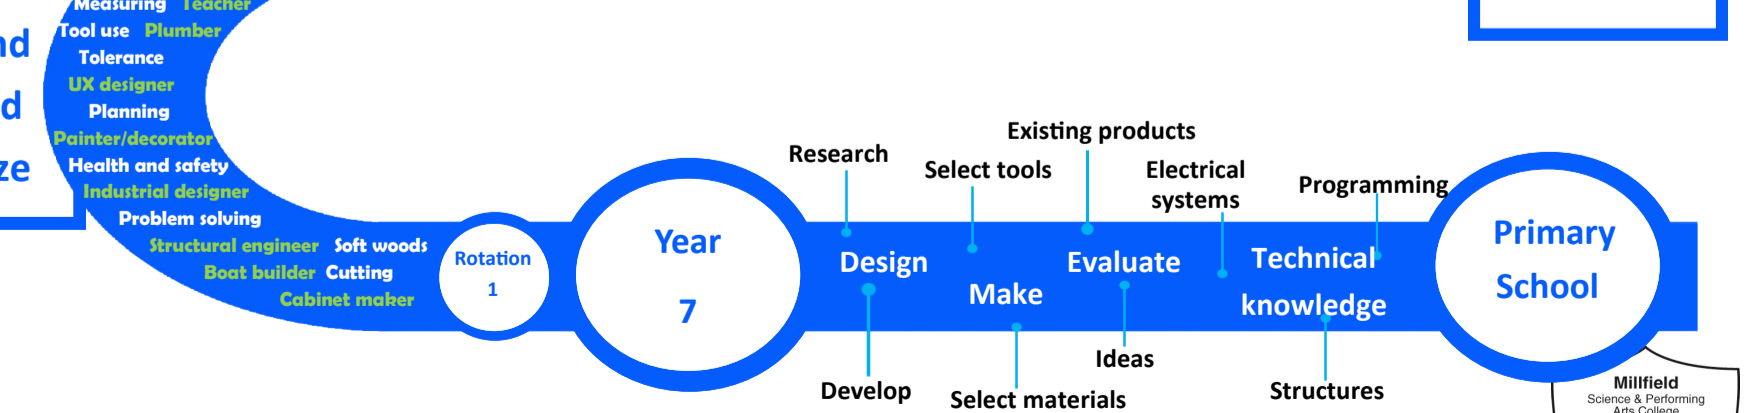 Measuring Teacher
Tool use Plumber
Tolerance
UX designer
Planning
Painter/decorator
Health and safety
Industrial designer
Problem solving
Structural engineer Soft woods
Boat builder Cutting
Cabinet maker
Rotation
1
Year
7
Research
Select tools
Existing products
Electrical
systems
Programming
Design
Make
Evaluate
Technical
knowledge
Develop
Select materials
Ideas
Structures
Primary
School
Millfield
Science & Performing
Arts College